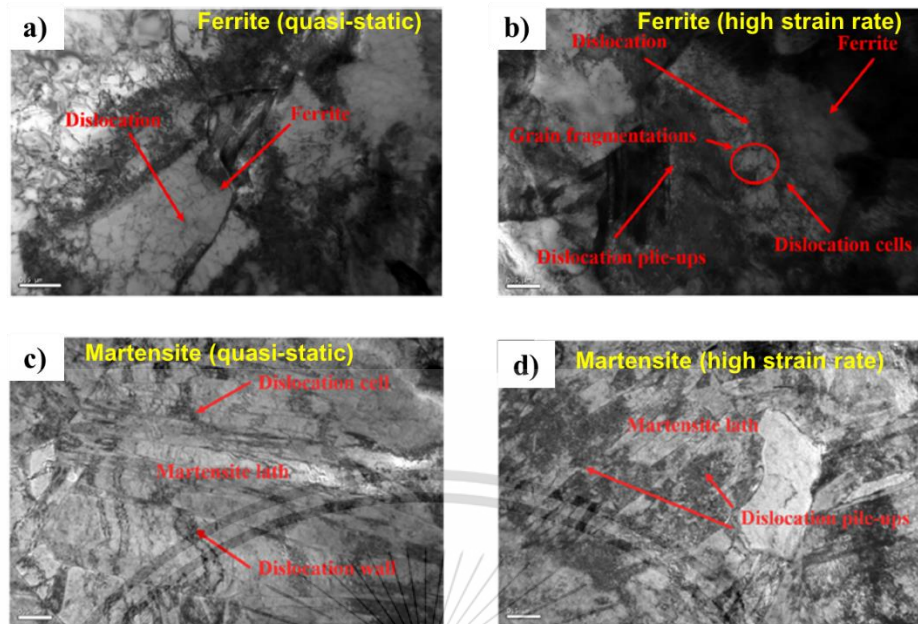 a)
Ferrite (quasi-static)
Dislocation
Ferrite
b)
Ferrite (high strain rate)
Dislocation
Ferrite
Grain fragmentations
Dislocation plie-ups
Dislocation cells
c)
Martensite (quasi-static)
Dislocation cell
Martensite lath
Dislocation wall
d)
Martensite (high strain rate)
Martensite lath
Dislocation pile-ups